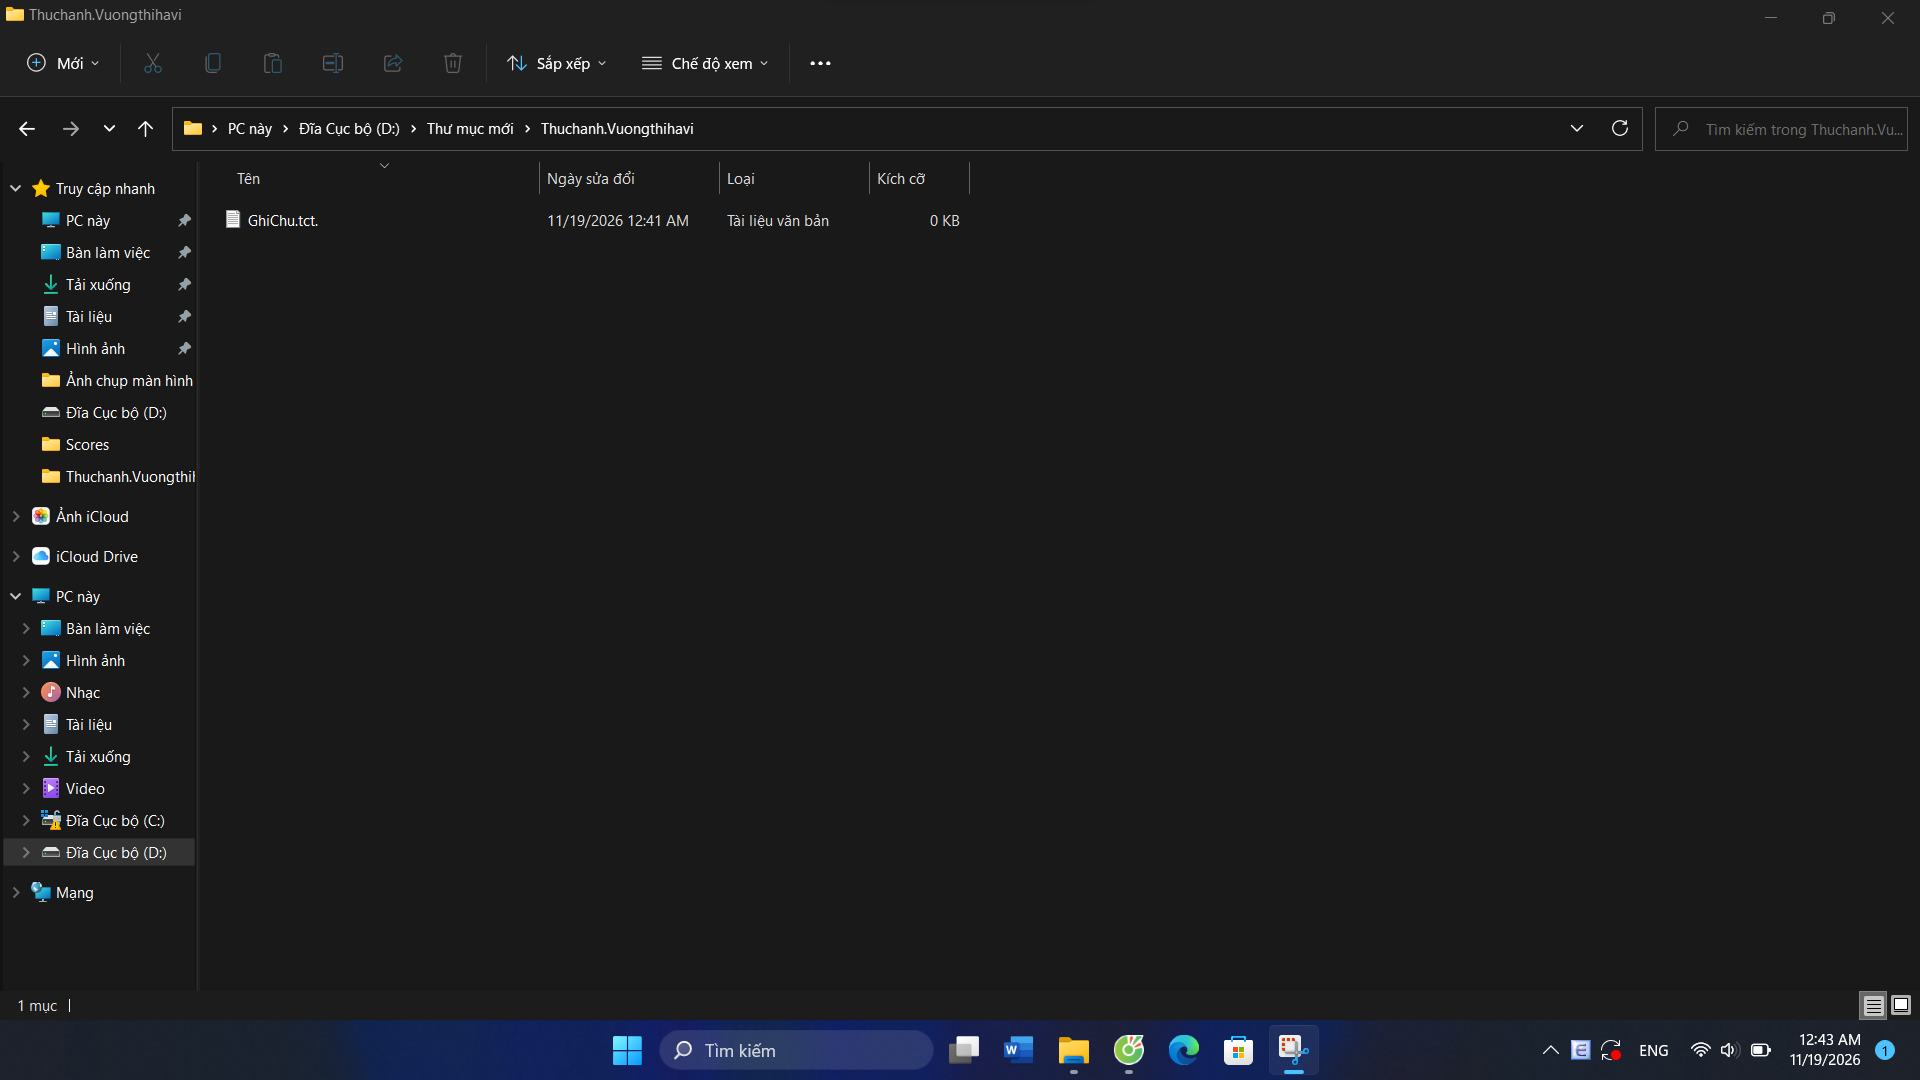 Thuchanh.Vuongthihavi
Mới
Sắp xếp
Chế độ xem
PC này
Đĩa Cục bộ (D:)
Thư mục mới
Thuchanh.Vuongthihavi
Tìm kiếm trong Thuchanh.Vu...
Tên
Ngày sửa đổi
Loại
Kích cỡ
GhiChu.tct.
11/19/2026 12:41 AM
Tài liệu văn bản
0 KB
Truy cập nhanh
PC này
Bàn làm việc
Tải xuống
Tài liệu
Hình ảnh
Ảnh chụp màn hình
Đĩa Cục bộ (D:)
Scores
Thuchanh.Vuongthih
Ảnh iCloud
iCloud Drive
PC này
Bàn làm việc
Hình ảnh
Nhạc
Tài liệu
Tải xuống
Video
Đĩa Cục bộ (C:)
Đĩa Cục bộ (D:)
Mạng
1 mục
Tìm kiếm
ENG
12:43 AM
11/19/2026
1